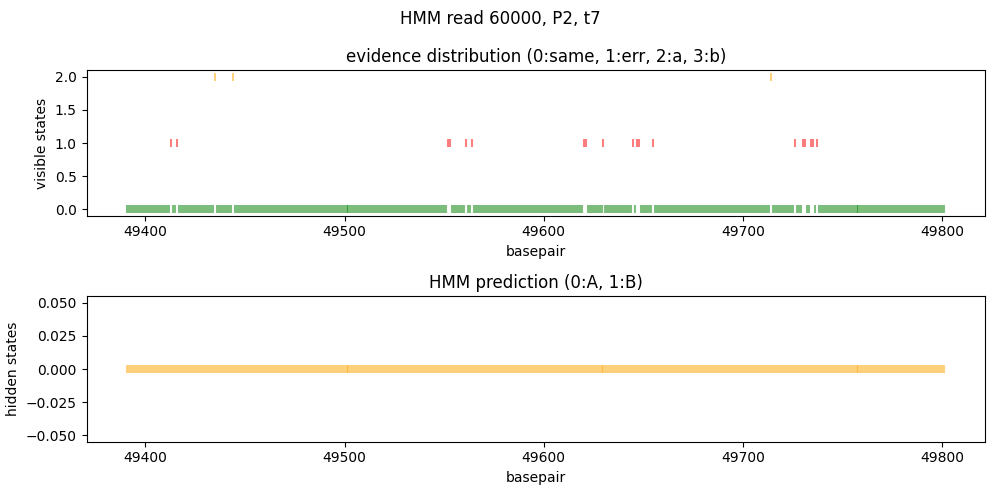 HMM read 60000, P2, t7
evidence distribution (0:same, 1:err, 2:a, 3:b)
visible states
2.0
1.5
1.0
0.5
0.0
49400 49500 49600 49700 49800
basepair
HMM prediction (0:A, 1:B)
hidden states
0.050
0.025
0.000
−0.025
−0.050
49400 49500 49600 49700 49800
basepair